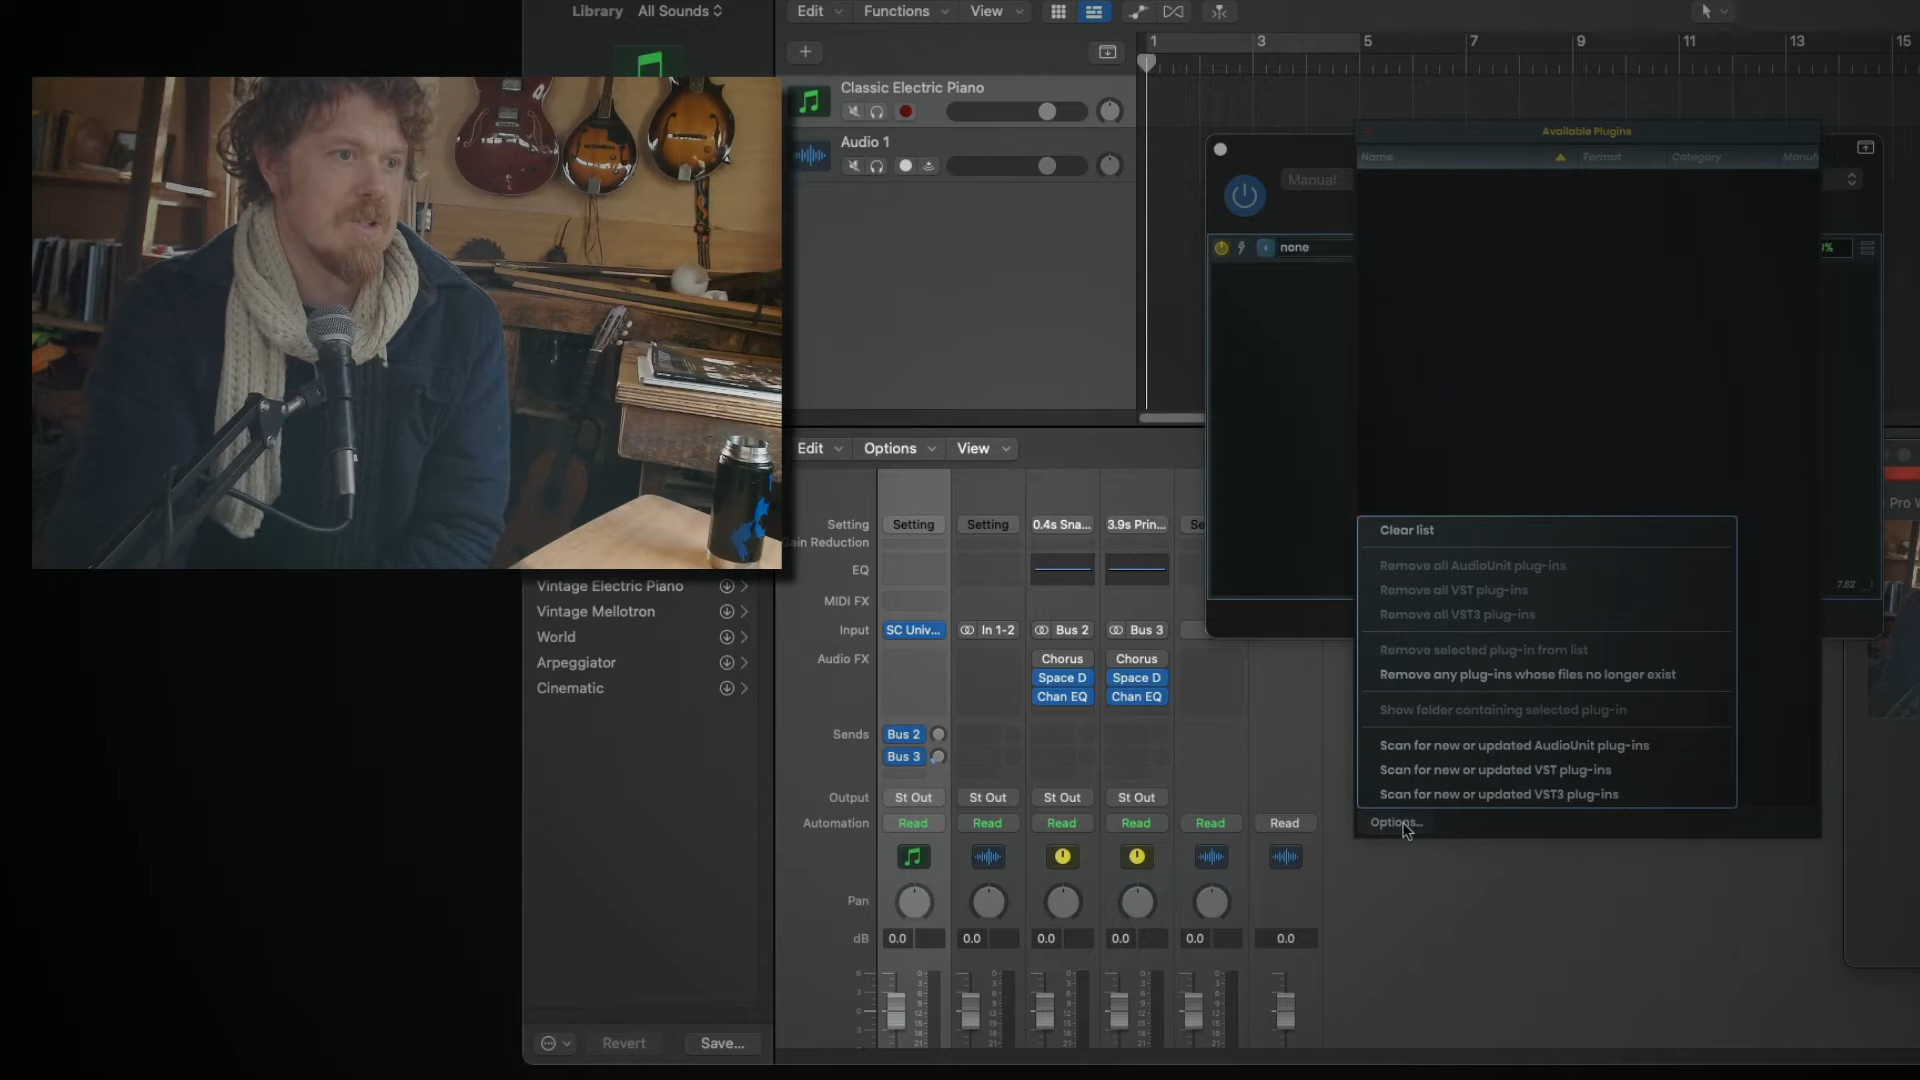 Library All Sounds
Edit Functions View
1 3 5 7 9 11 13 15
Classic Electric Piano
Audio 1
Available Plugins
Name Format Category Manuf
Manual
none
%
Edit Options View
Setting Setting Setting 0.4s Sna... 3.9s Prin... Se
Gain Reduction
EQ
MIDI FX
Input SC Univ... In 1-2 Bus 2 Bus 3
Audio FX Chorus Chorus
Space D Space D
Chan EQ Chan EQ
Sends Bus 2
Bus 3
Output St Out St Out St Out St Out
Automation Read Read Read Read Read Read
Pan
dB 0.0 0.0 0.0 0.0 0.0 0.0
Vintage Electric Piano
Vintage Mellotron
World
Arpeggiator
Cinematic
Revert Save...
Clear list
Remove all AudioUnit plug-ins
Remove all VST plug-ins
Remove all VST3 plug-ins
Remove selected plug-in from list
Remove any plug-ins whose files no longer exist
Show folder containing selected plug-in
Scan for new or updated AudioUnit plug-ins
Scan for new or updated VST plug-ins
Scan for new or updated VST3 plug-ins
Options...
7.62
Pro